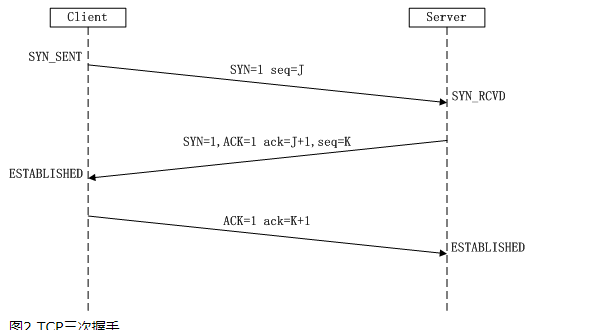 Client
Server
SYN_SENT
SYN=1 seq=J
SYN_RCVD
SYN=1,ACK=1 ack=J+1,seq=K
ESTABLISHED
ACK=1 ack=K+1
ESTABLISHED
图2 TCP三次握手